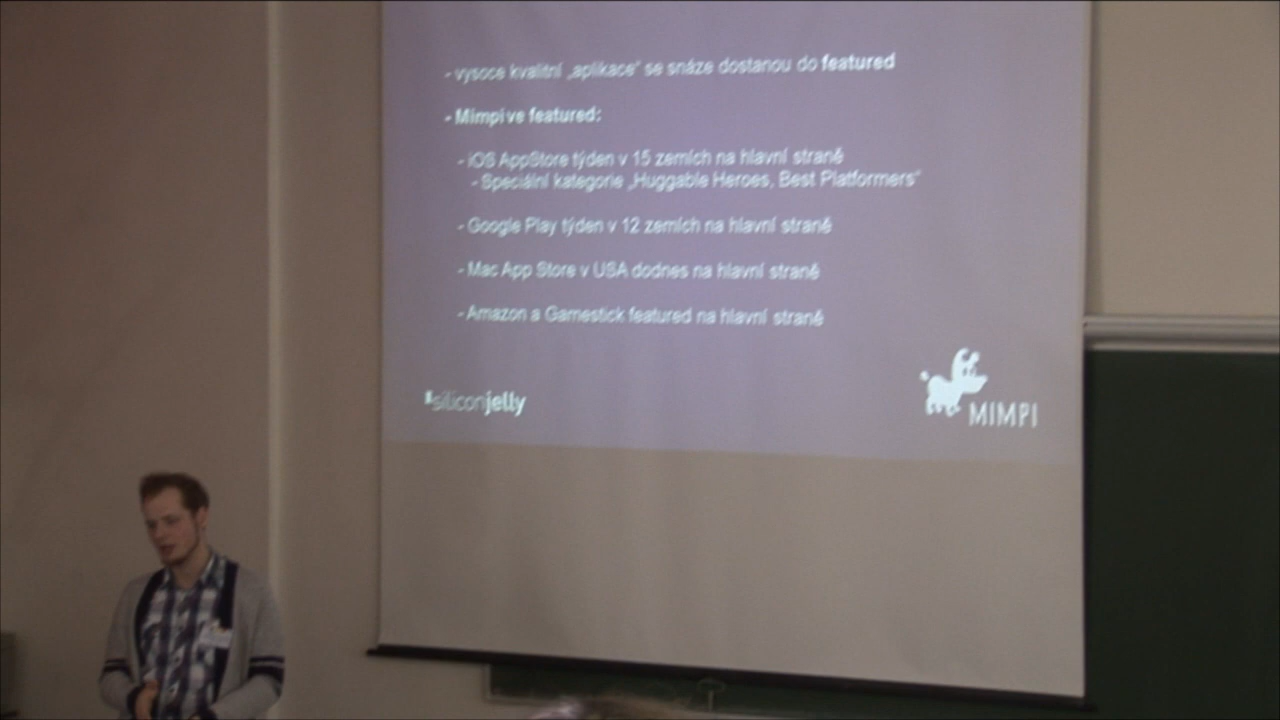 - vysoce kvalitní „aplikace“ se snáze dostanou do featured
- Mimpi ve featured:
- iOS AppStore týden v 15 zemích na hlavní straně
- Speciální kategorie „Huggable Heroes, Best Platformers“
- Google Play týden v 12 zemích na hlavní straně
- Mac App Store v USA dodnes na hlavní straně
- Amazon a Gamestick featured na hlavní straně
siliconjelly
MIMPI